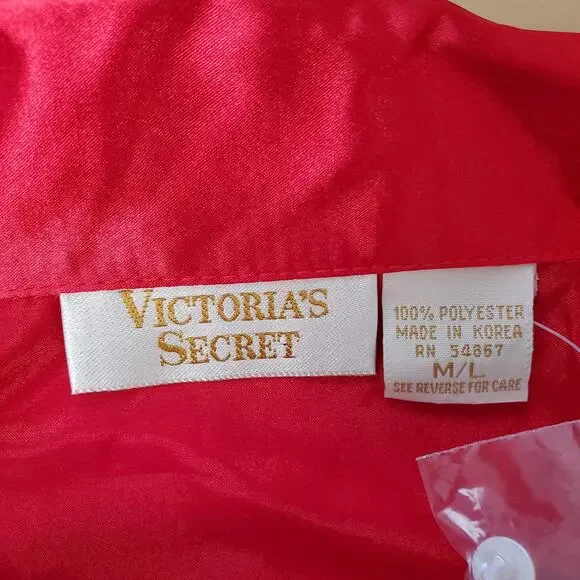 VICTORIA'S
SECRET
100% POLYESTER
MADE IN KOREA
RN 54867
M/L
SEE REVERSE FOR CARE